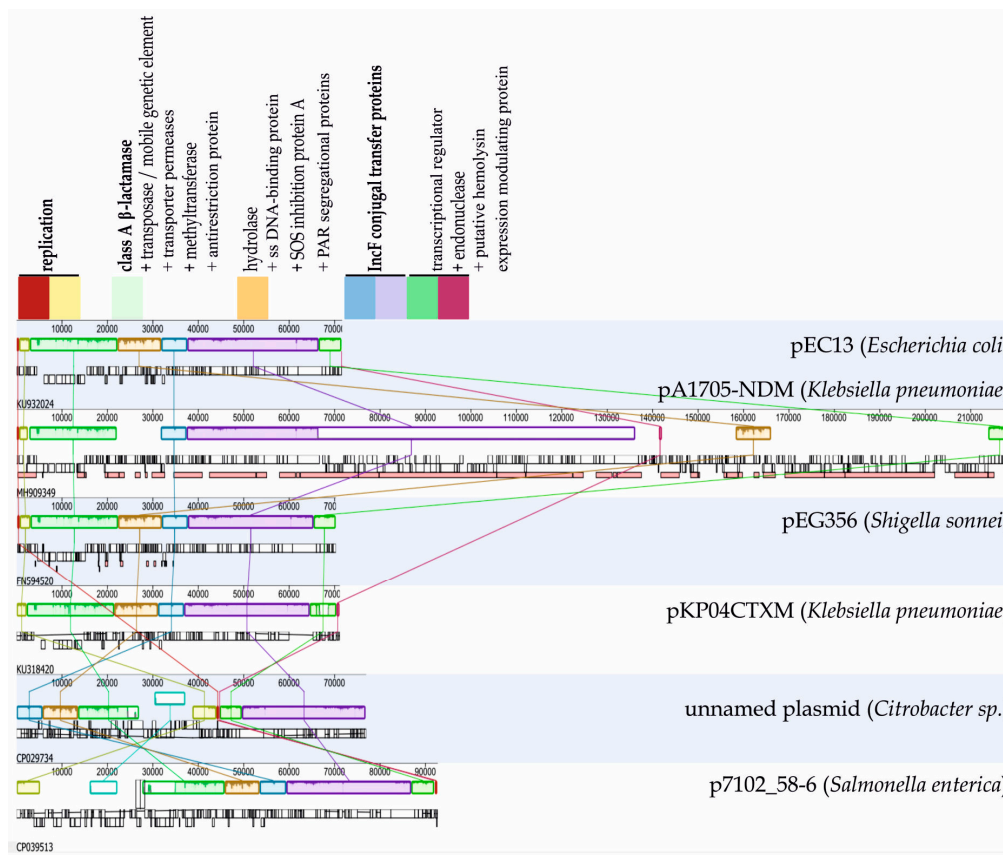 replication
class A β-lactamase
+ transposase / mobile genetic element
+ transporter permeases
+ methyltransferase
+ antirestriction protein
hydrolase
+ ss DNA-binding protein
+ SOS inhibition protein A
+ PAR segregational proteins
IncF conjugal transfer proteins
transcriptional regulator
+ endonuclease
+ putative hemolysin
expression modulating protein
10000 20000 30000 40000 50000 60000 70000
pEC13 (Escherichia coli
KU932024
pA1705-NDM (Klebsiella pneumoniae
10000 20000 30000 40000 50000 60000 70000 80000 90000 100000 110000 120000 130000 140000 150000 160000 170000 180000 190000 200000 210000
MH909349
10000 20000 30000 40000 50000 60000 700
pEG356 (Shigella sonnei
FN594520
10000 20000 30000 40000 50000 60000 70000
pKP04CTXM (Klebsiella pneumoniae
KU318420
10000 20000 30000 40000 50000 60000 70000
unnamed plasmid (Citrobacter sp.
CP029734
10000 20000 30000 40000 50000 60000 70000 80000 90000
p7102_58-6 (Salmonella enterica)
CP039513